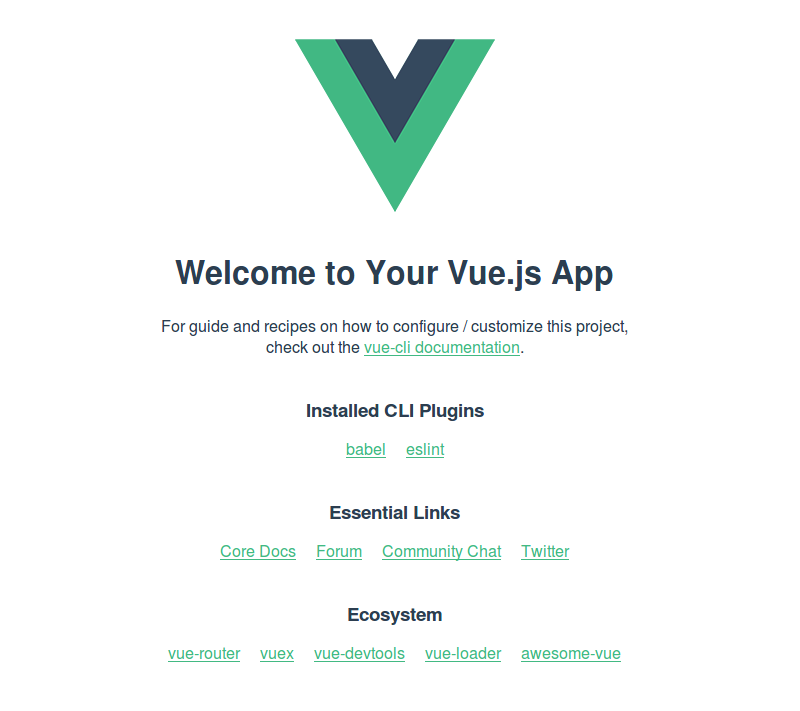 Welcome to Your Vue.js App
For guide and recipes on how to configure / customize this project,
check out the vue-cli documentation.
Installed CLI Plugins
babel eslint
Essential Links
Core Docs Forum Community Chat Twitter
Ecosystem
vue-router vuex vue-devtools vue-loader awesome-vue